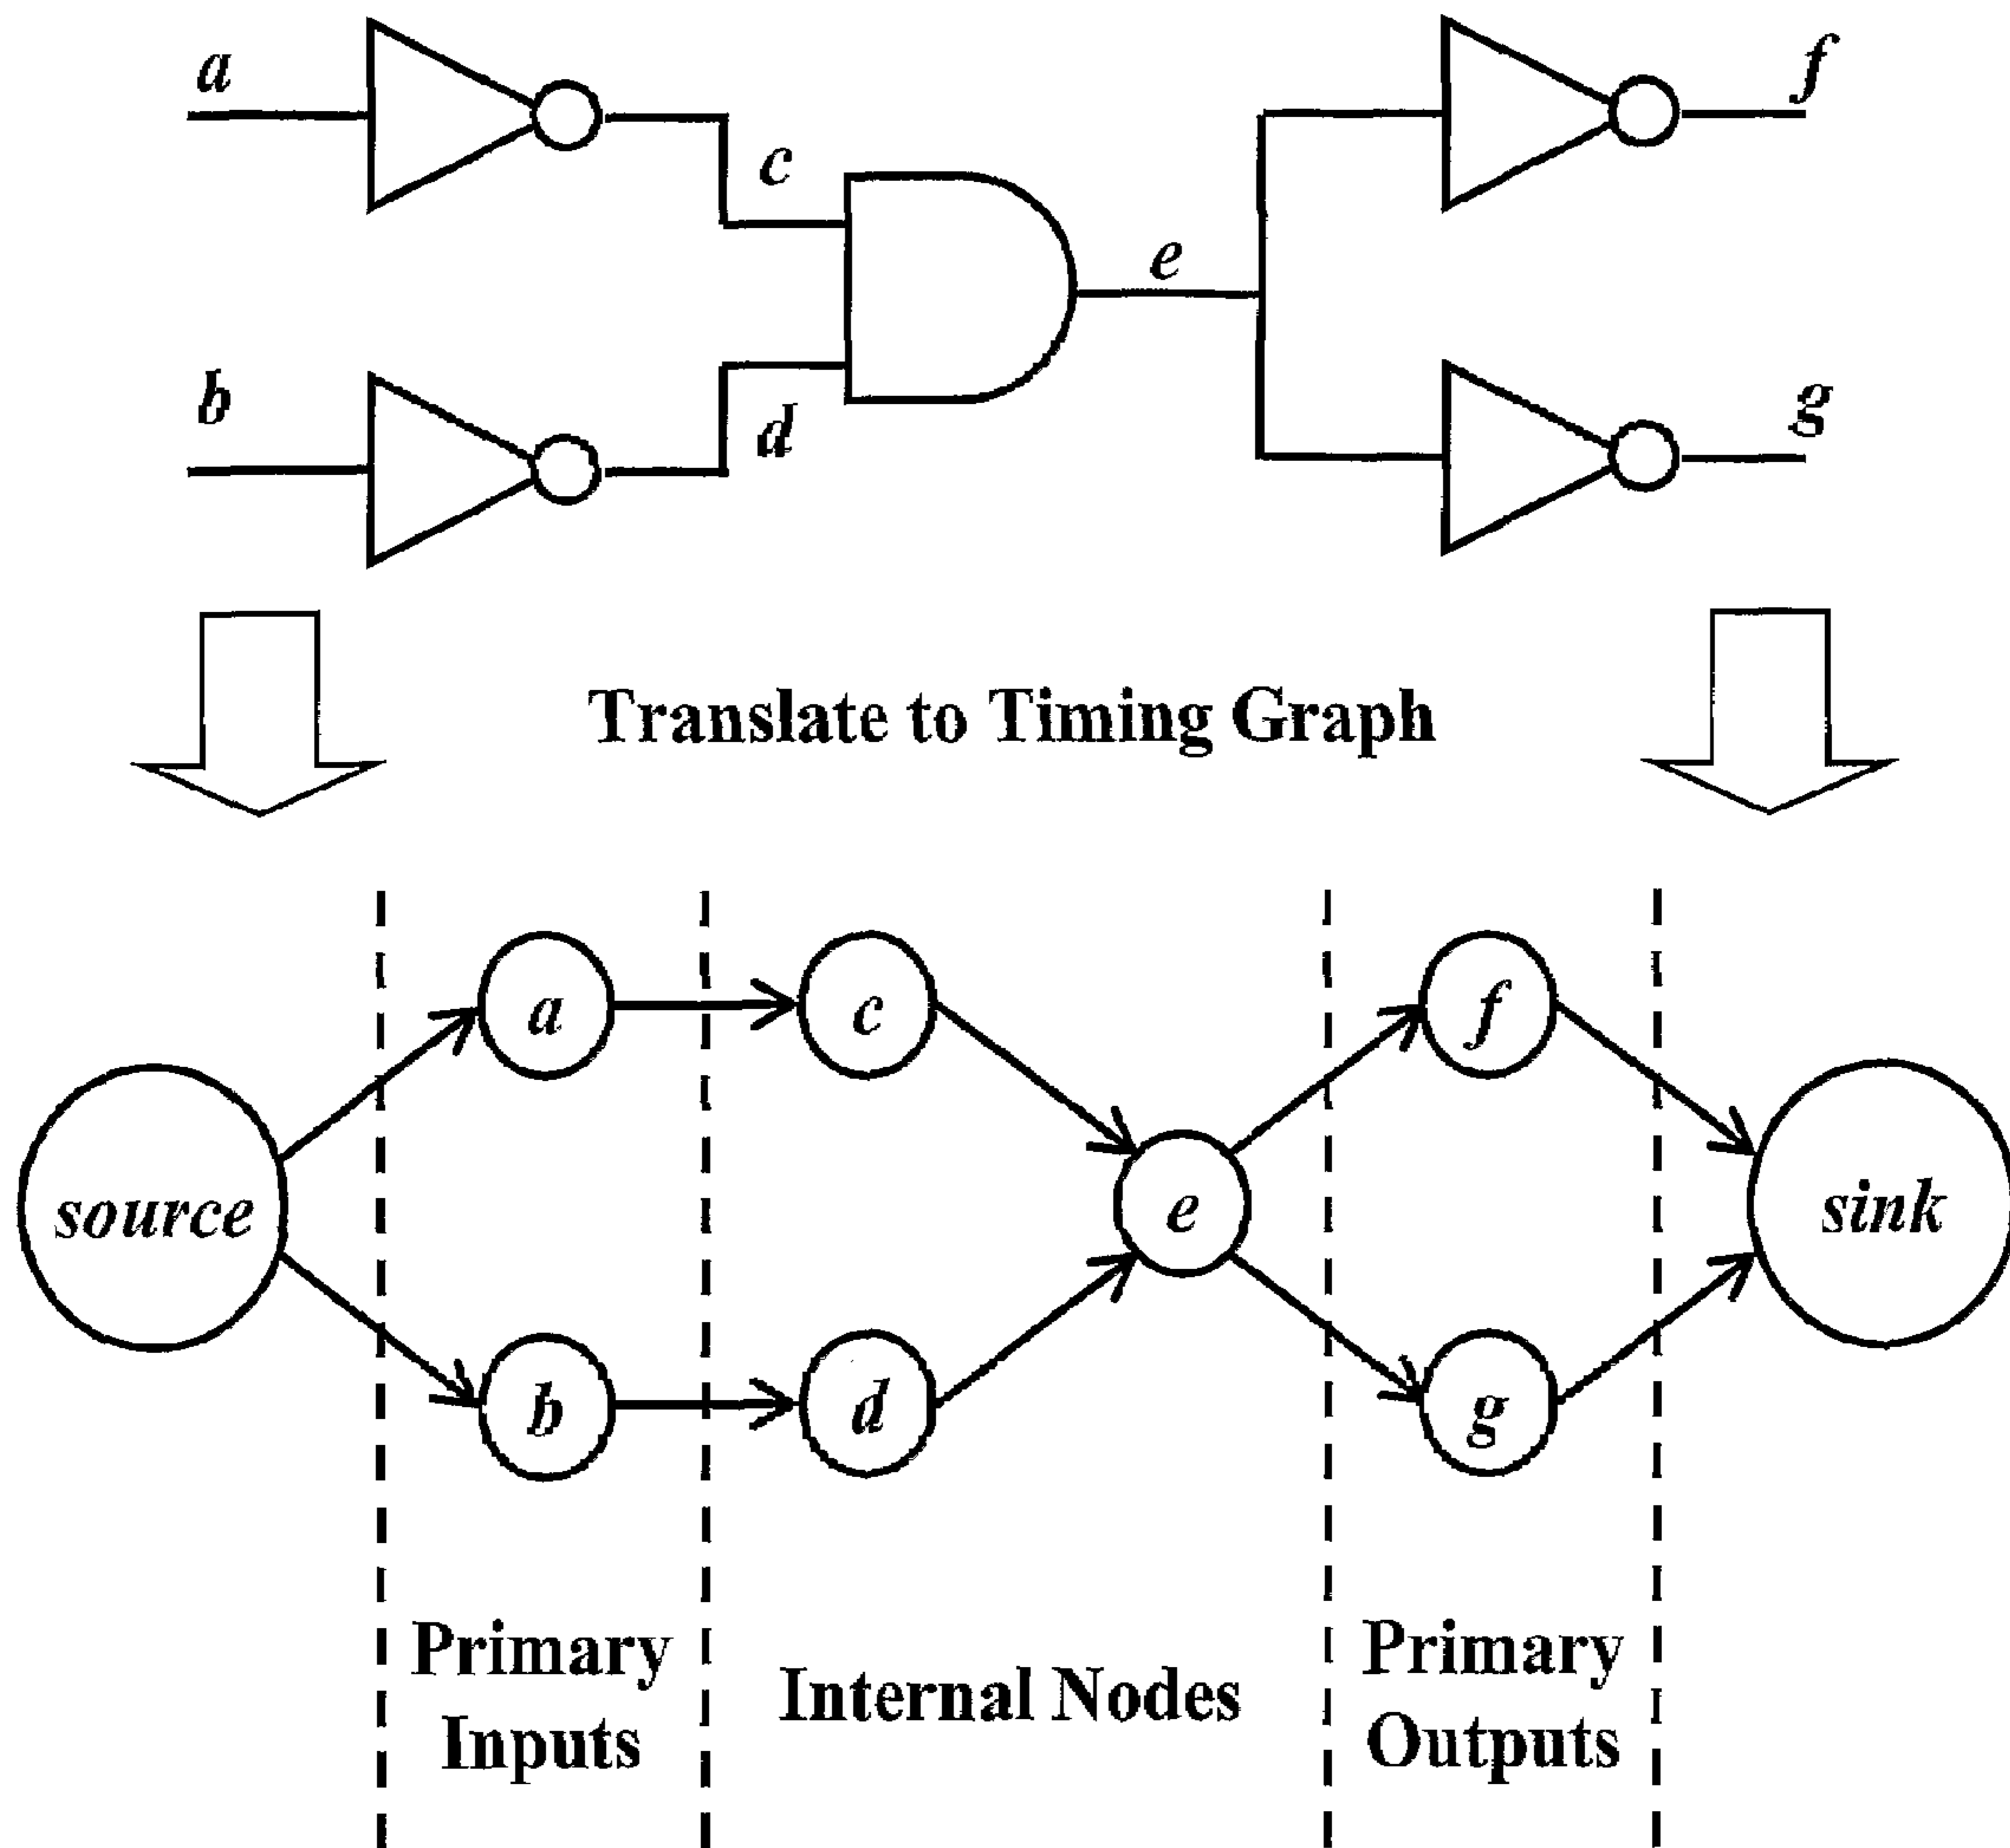 a
f
c
e
b
d
g
Translate to Timing Graph
a
c
f
source
e
sink
b
d
g
Primary
Inputs
Internal Nodes
Primary
Outputs